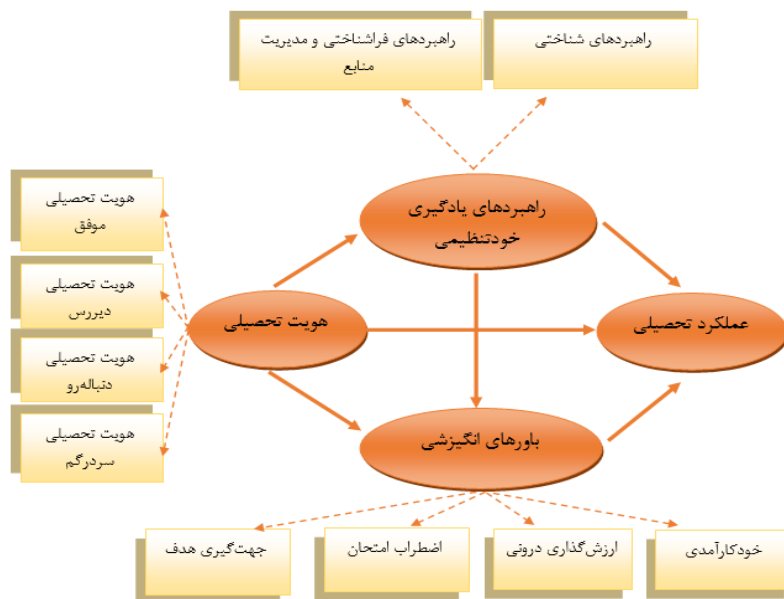 راهبردهای شناختی
راهبردهای فراشناختی و مدیریت
منابع
راهبردهای یادگیری
خودتنظیمی
هویت تحصیلی
موفق
هویت تحصیلی
دیررس
هویت تحصیلی
دنباله‌رو
هویت تحصیلی
سردرگم
هویت تحصیلی
عملکرد تحصیلی
باورهای انگیزشی
خودکارآمدی
ارزش‌گذاری درونی
اضطراب امتحان
جهت‌گیری هدف